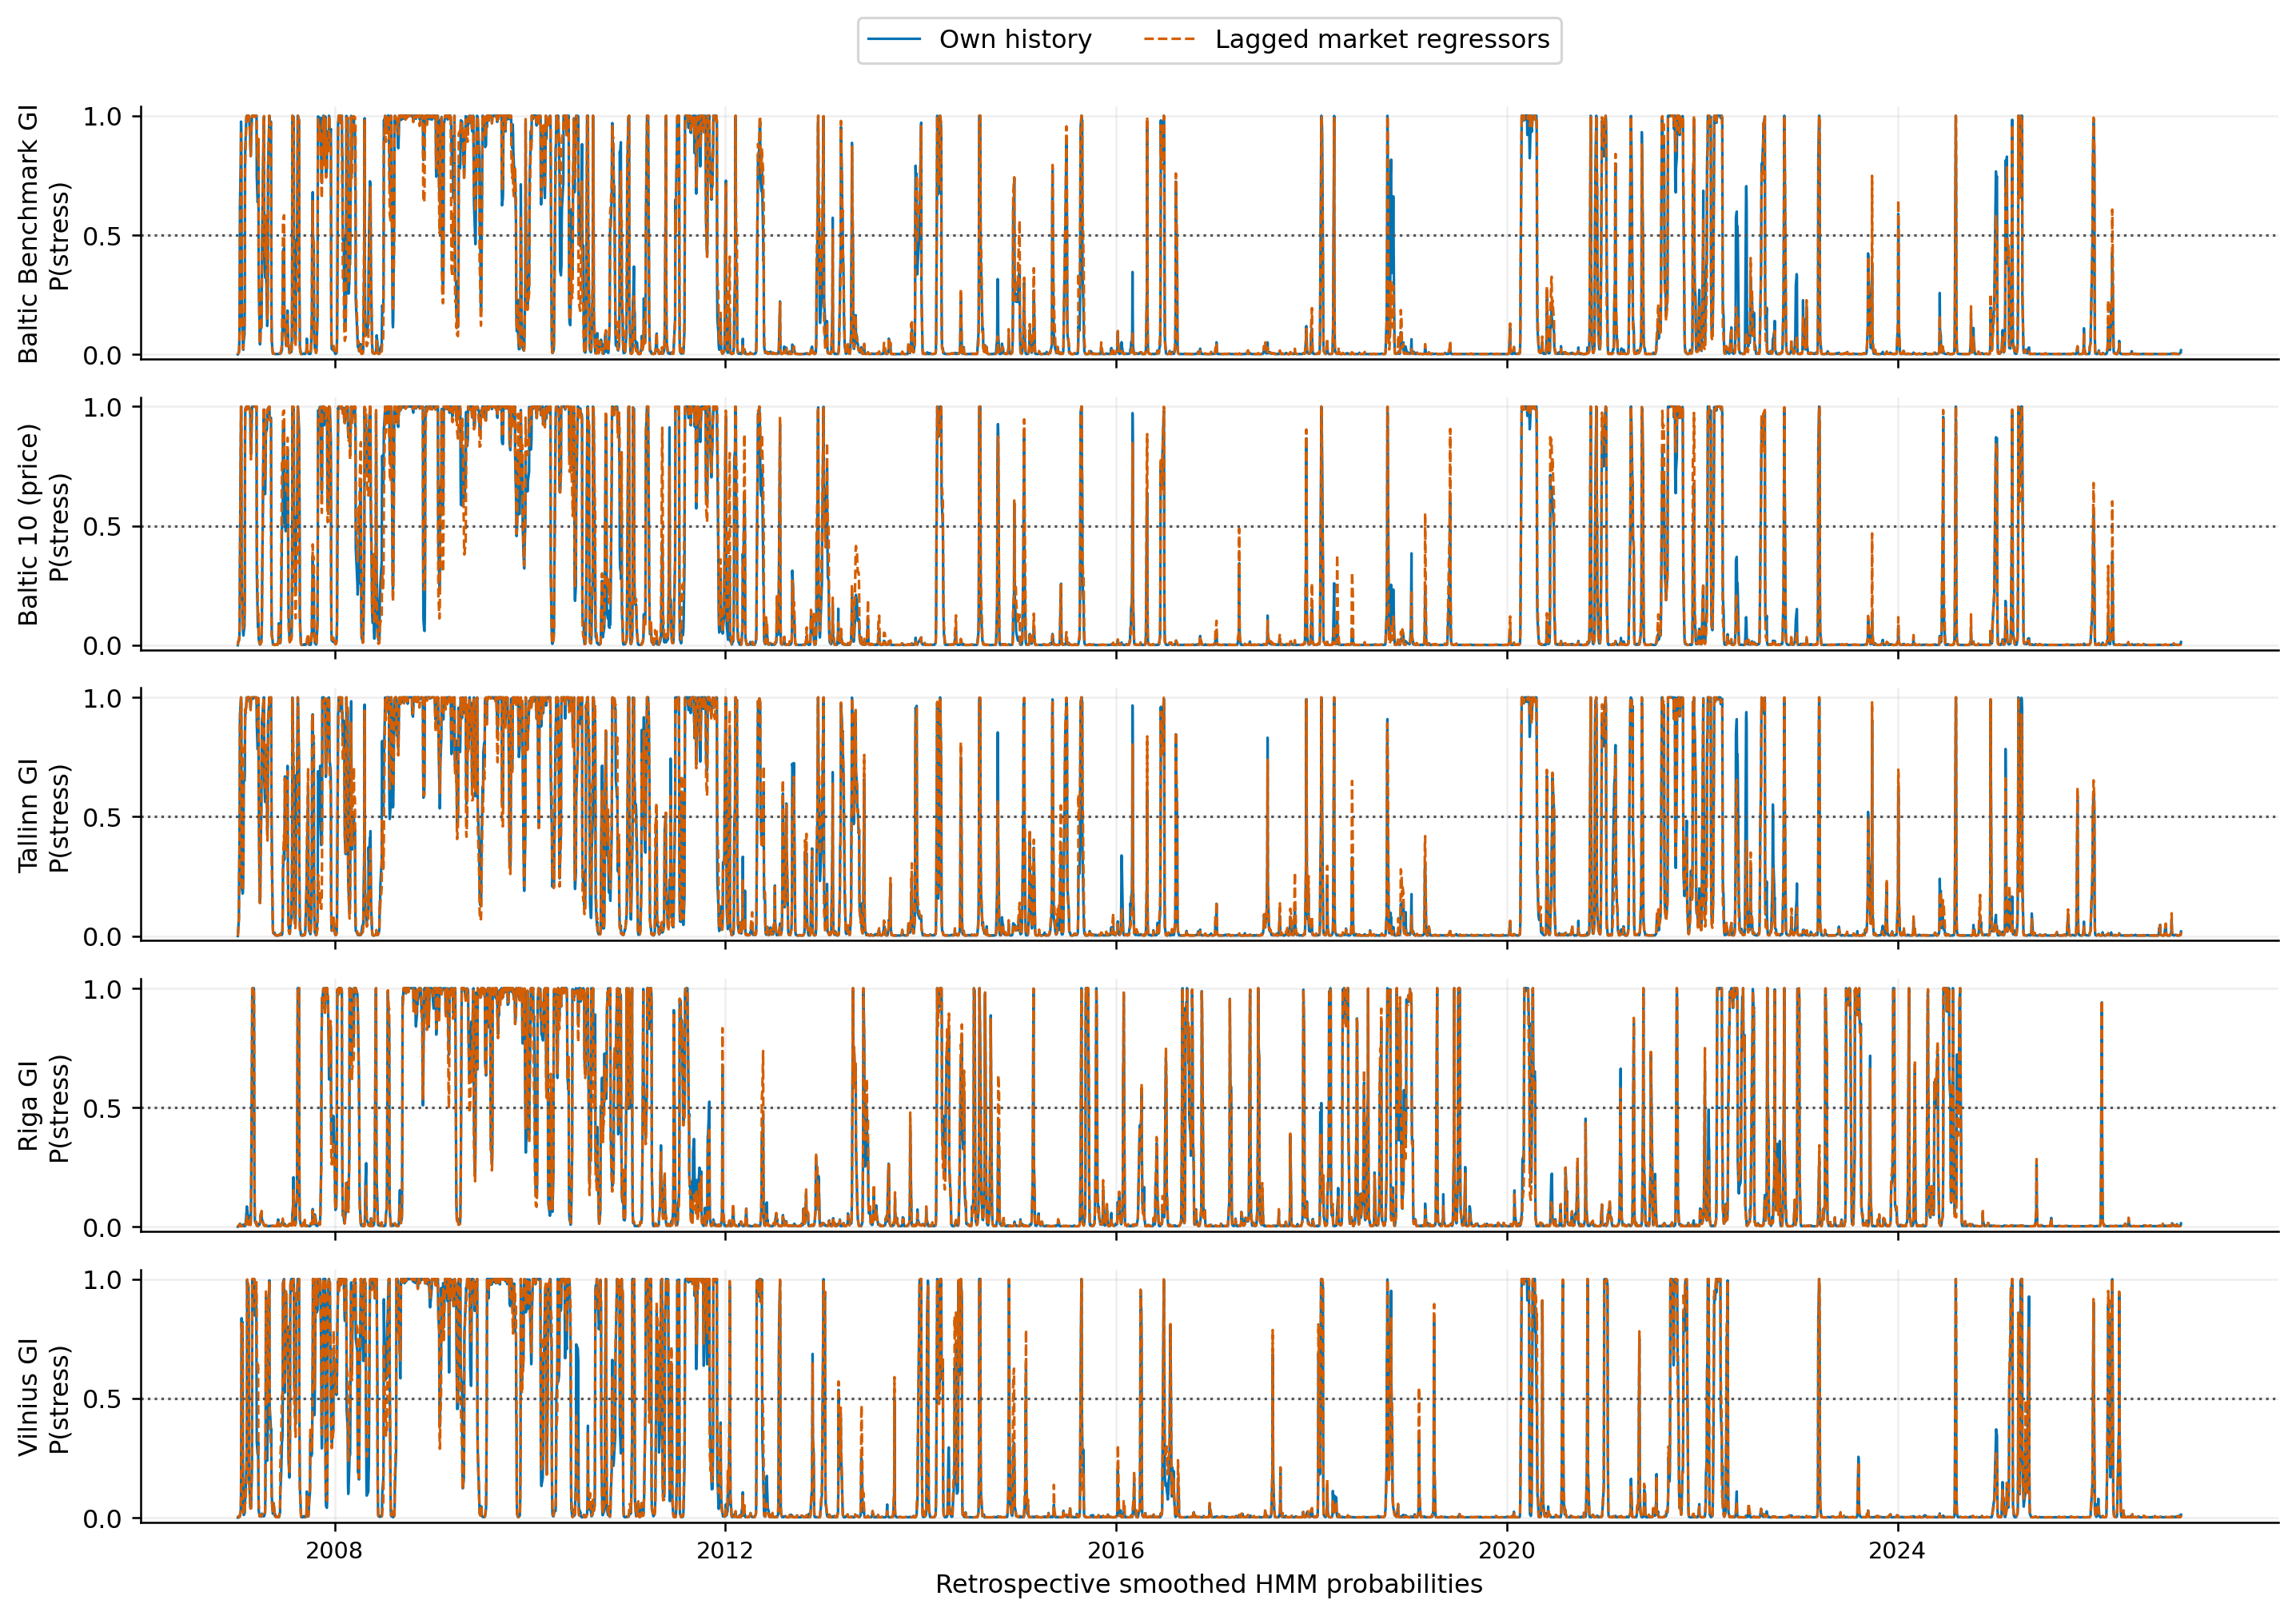 Own history
Lagged market regressors
Baltic Benchmark GI
P(stress)
1.0
0.5
0.0
Baltic 10 (price)
P(stress)
1.0
0.5
0.0
Tallinn GI
P(stress)
1.0
0.5
0.0
Riga GI
P(stress)
1.0
0.5
0.0
Vilnius GI
P(stress)
1.0
0.5
0.0
2008
2012
2016
2020
2024
Retrospective smoothed HMM probabilities